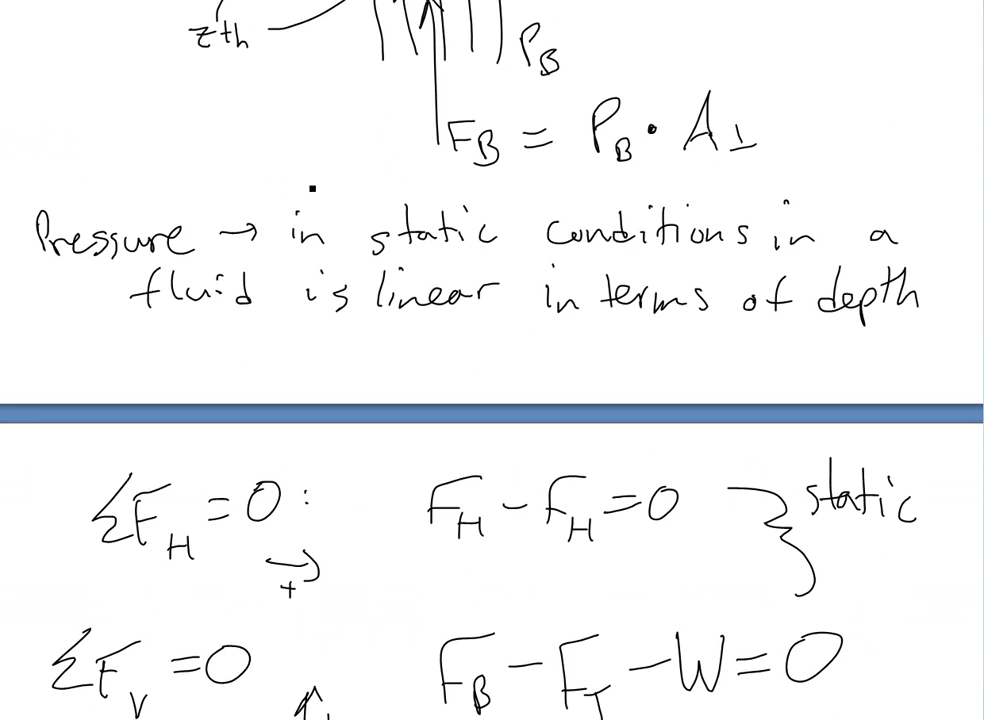 zth
P_B
F_B = P_B · A⊥
Pressure → in static conditions in a
fluid is linear in terms of depth
ΣF_H = 0 : F_H - F_H = 0 } static
→
+
ΣF_V = 0 F_B - F_T - W = 0